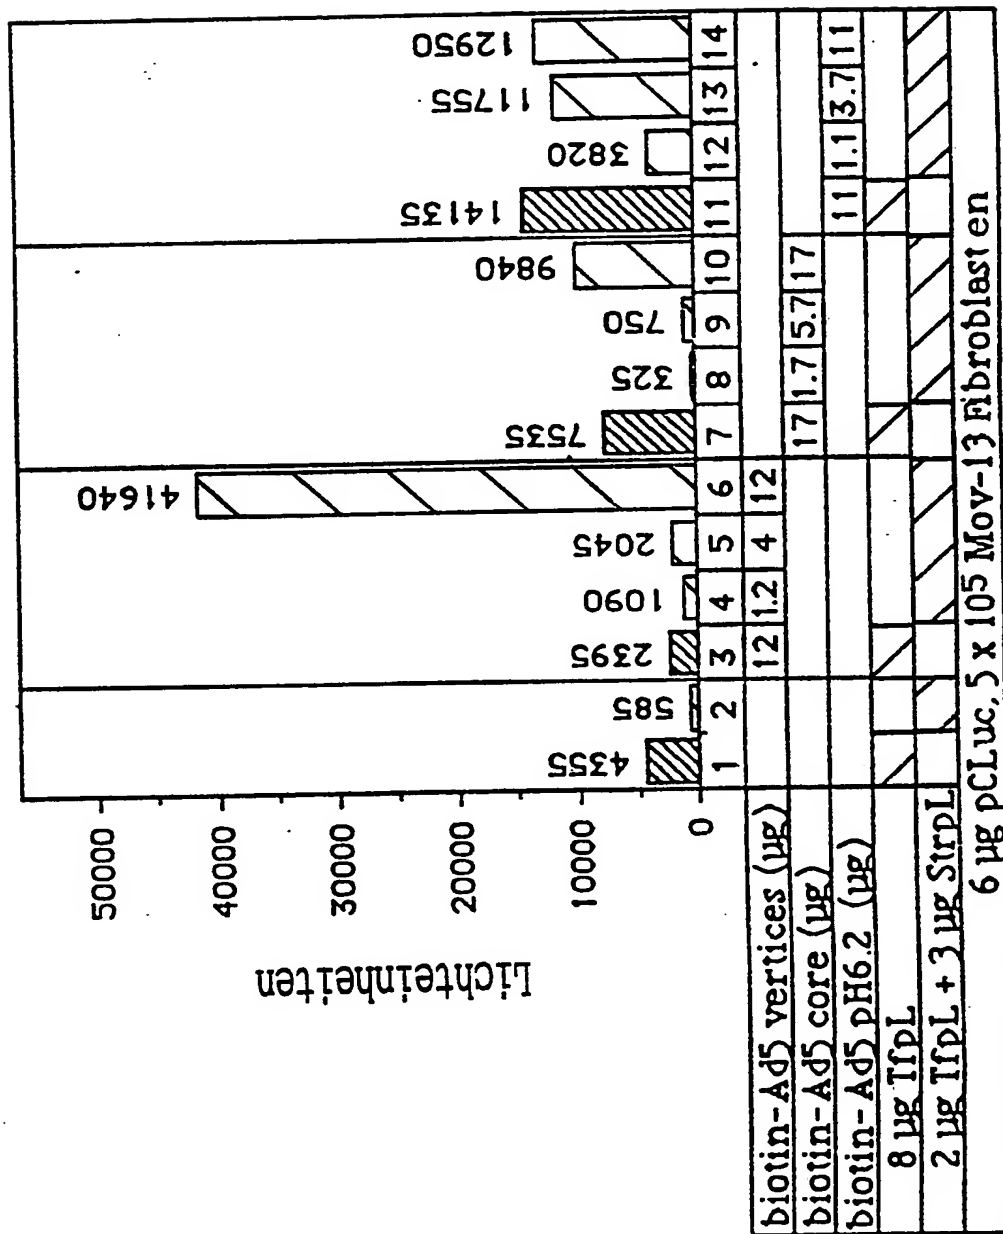 Lichteinheiten
50000
40000
30000
20000
10000
0
4355 585 2395 1090 2045 41640 7535 325 750 9840 14135 3820 11755 12950
1 2 3 4 5 6 7 8 9 10 11 12 13 14
biotin-Ad5 vertices (µg) 12 1.2 4 12
biotin-Ad5 core (µg) 17 1.7 5.7 17
biotin-Ad5 pH6.2 (µg) 11 1.1 3.7 11
8 µg TfpL
2 µg TfpL + 3 µg StrpL
6 µg pCLuc, 5 x 10⁵ Mov-13 Fibroblasten